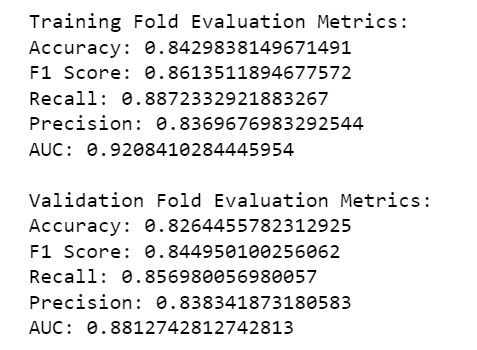 Training Fold Evaluation Metrics:
Accuracy: 0.8429838149671491
F1 Score: 0.8613511894677572
Recall: 0.8872332921883267
Precision: 0.8369676983292544
AUC: 0.9208410284445954
Validation Fold Evaluation Metrics:
Accuracy: 0.8264455782312925
F1 Score: 0.844950100256062
Recall: 0.856980056980057
Precision: 0.838341873180583
AUC: 0.8812742812742813